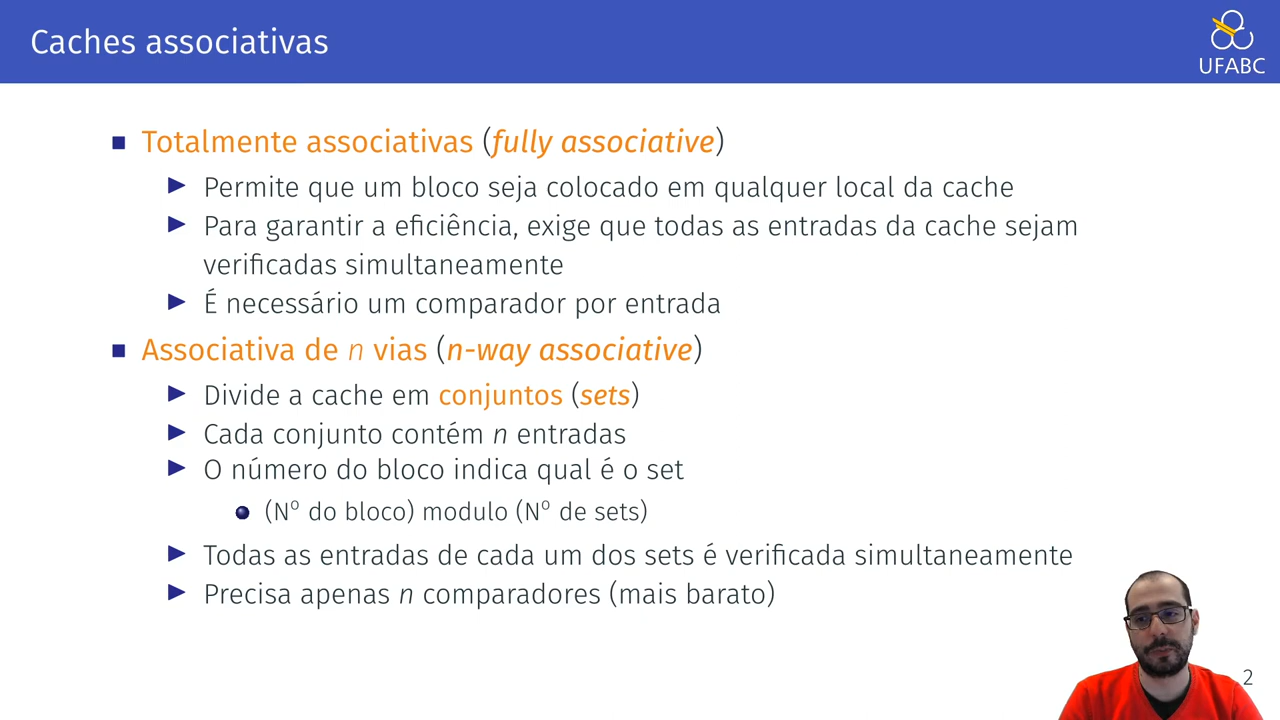 Caches associativas
UFABC
Totalmente associativas (fully associative)
Permite que um bloco seja colocado em qualquer local da cache
Para garantir a eficiência, exige que todas as entradas da cache sejam
verificadas simultaneamente
É necessário um comparador por entrada
Associativa de n vias (n-way associative)
Divide a cache em conjuntos (sets)
Cada conjunto contém n entradas
O número do bloco indica qual é o set
(Nº do bloco) modulo (Nº de sets)
Todas as entradas de cada um dos sets é verificada simultaneamente
Precisa apenas n comparadores (mais barato)
2